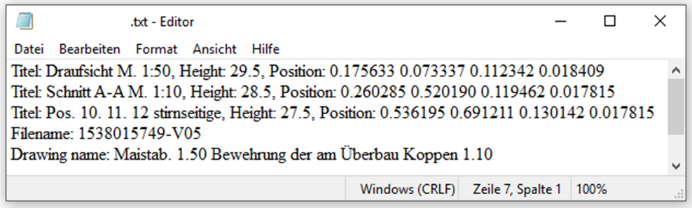 .txt - Editor
Datei Bearbeiten Format Ansicht Hilfe
Titel: Draufsicht M. 1:50, Height: 29.5, Position: 0.175633 0.073337 0.112342 0.018409
Titel: Schnitt A-A M. 1:10, Height: 28.5, Position: 0.260285 0.520190 0.119462 0.017815
Titel: Pos. 10. 11. 12 stirnseitige, Height: 27.5, Position: 0.536195 0.691211 0.130142 0.017815
Filename: 1538015749-V05
Drawing name: Maistab. 1.50 Bewehrung der am Überbau Koppen 1.10
Windows (CRLF) Zeile 7, Spalte 1 100%